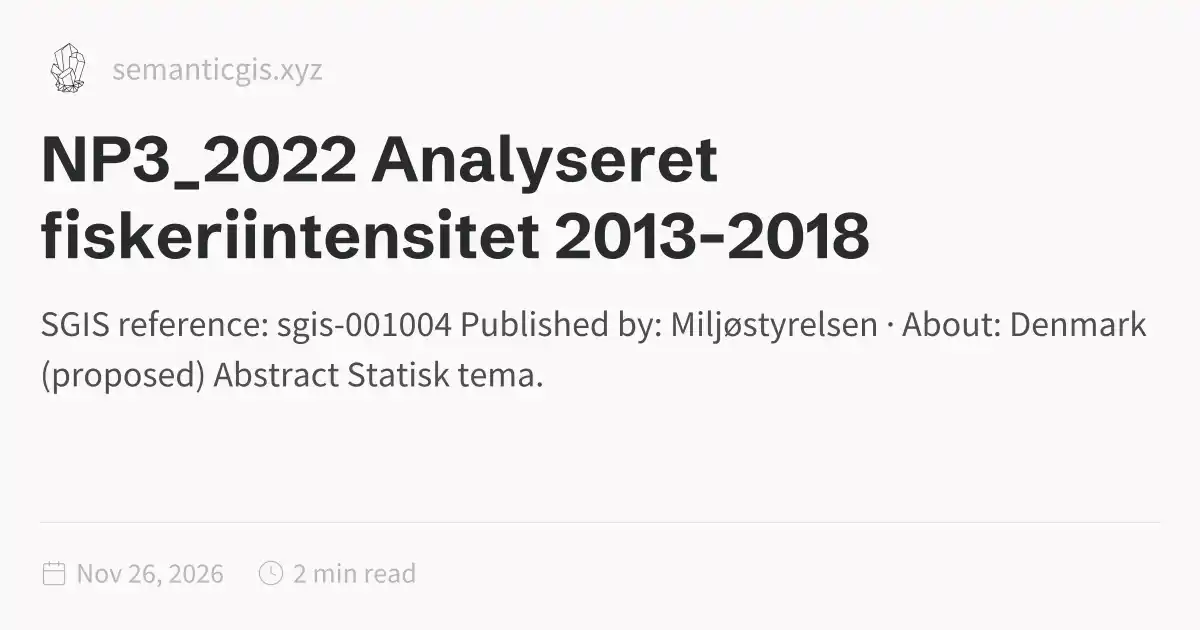 semanticgis.xyz
NP3_2022 Analyseret
fiskeriintensitet 2013-2018
SGIS reference: sgis-001004 Published by: Miljøstyrelsen · About: Denmark
(proposed) Abstract Statisk tema.
Nov 26, 2026 2 min read